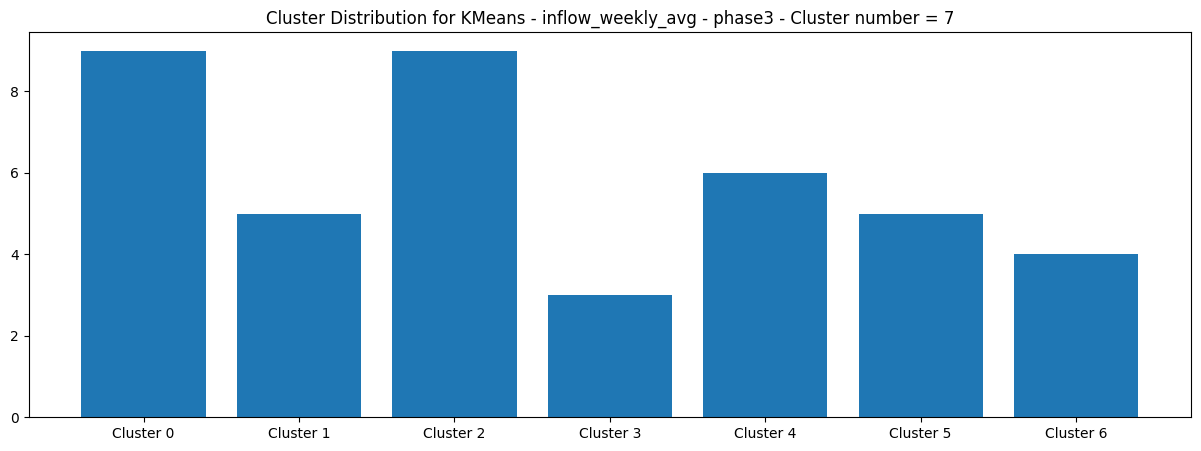 Cluster Distribution for KMeans - inflow_weekly_avg - phase3 - Cluster number = 7
8
6
4
2
0
Cluster 0 Cluster 1 Cluster 2 Cluster 3 Cluster 4 Cluster 5 Cluster 6